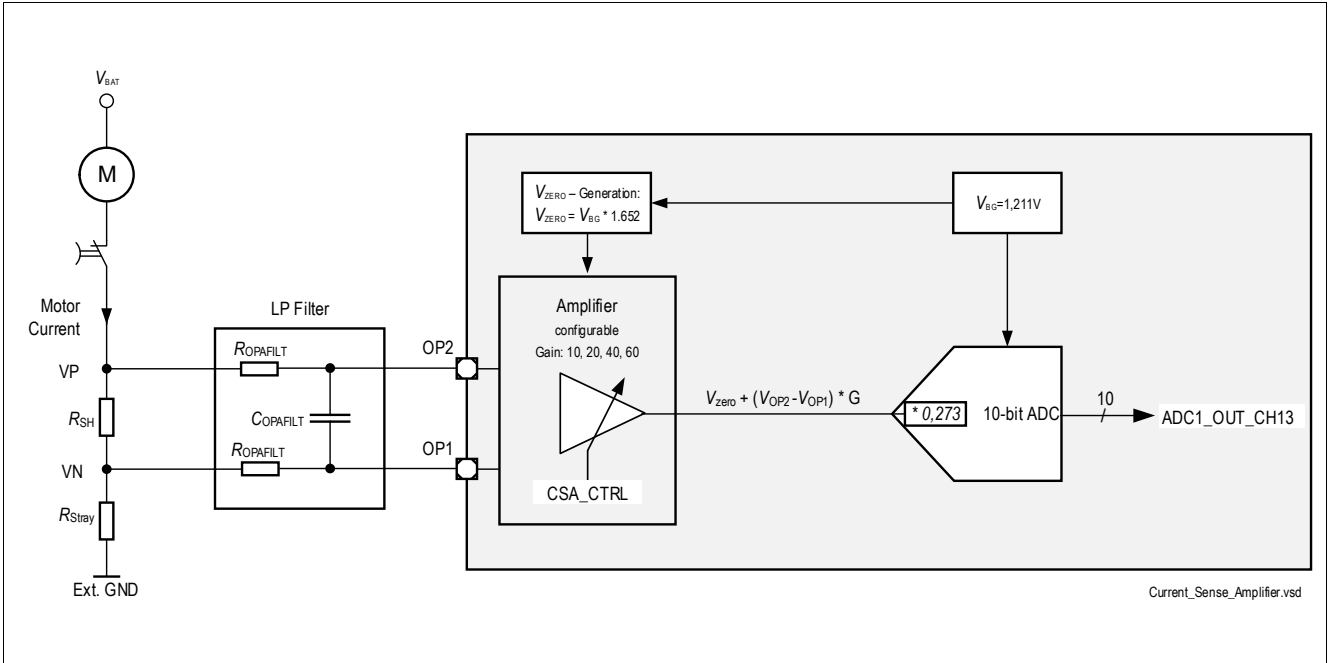 VBAT
M
Motor
Current
VP
RSH
VN
RStray
Ext. GND
LP Filter
ROPAFILT
COPAFILT
ROPAFILT
OP2
OP1
VZERO – Generation:
VZERO = VBG * 1.652
VBG=1,211V
Amplifier
configurable
Gain: 10, 20, 40, 60
CSA_CTRL
Vzero + (VOP2-VOP1) * G
* 0,273
10-bit ADC
10
ADC1_OUT_CH13
Current_Sense_Amplifier.vsd